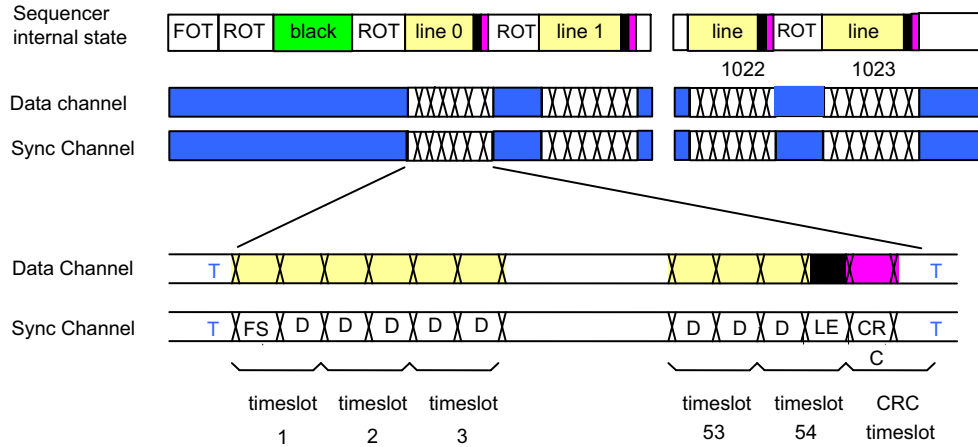 Sequencer
internal state
FOT ROT black ROT line 0 ROT line 1 line ROT line
1022 1023
Data channel
Sync Channel
Data Channel T T
Sync Channel T FS D D D D D D D D LE CR T
C
timeslot timeslot timeslot timeslot timeslot CRC
1 2 3 53 54 timeslot